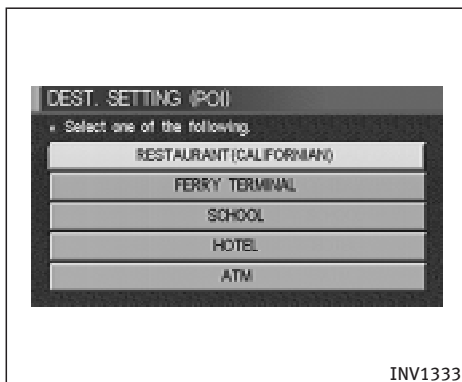 DEST. SETTING (POI)
Select one of the following.
RESTAURANT(CALIFORNIAN)
FERRY TERMINAL
SCHOOL
HOTEL
ATM
INV1333